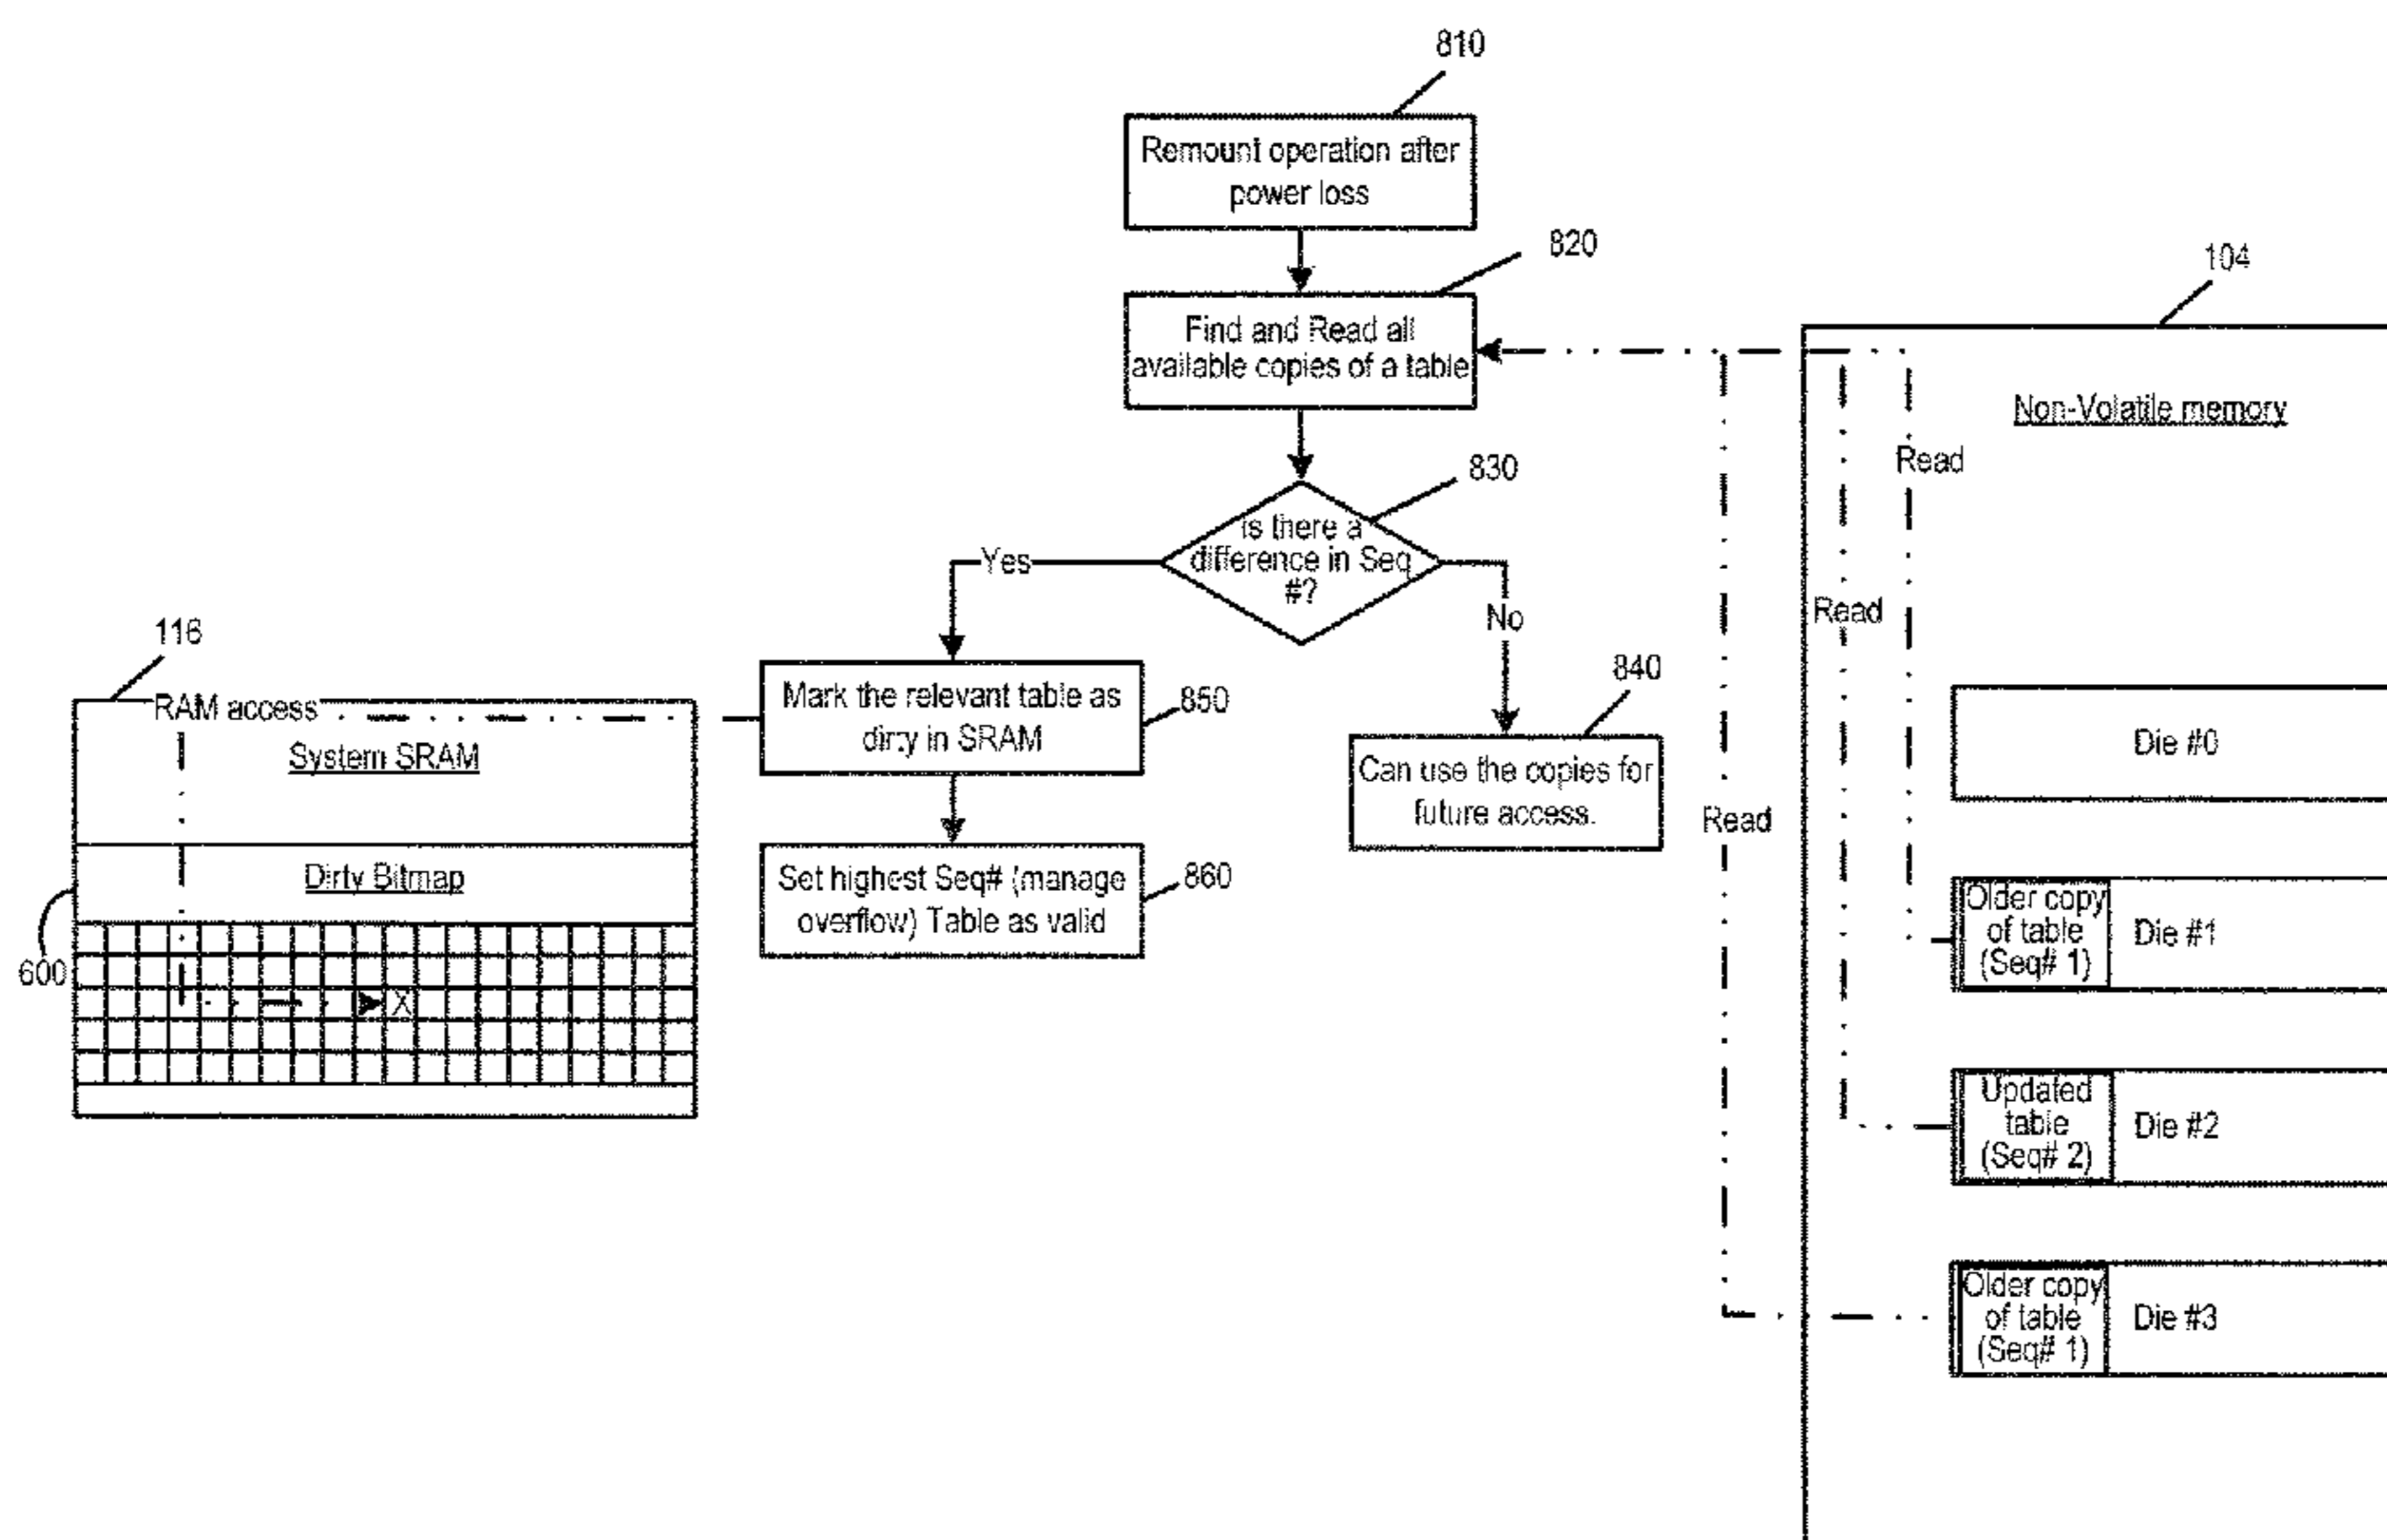 810
Remount operation after
power loss
820
Find and Read all
available copies of a table
104
Non-Volatile memory
Read
830
is there a
difference in Seq
#?
Yes
No
Read
116
RAM access
System SRAM
Mark the relevant table as
dirty in SRAM
850
840
Can use the copies for
future access.
Read
Die #0
Dirty Bitmap
600
X
Set highest Seq# (manage
overflow) Table as valid
860
Older copy
of table
(Seq# 1)
Die #1
Updated
table
(Seq# 2)
Die #2
Older copy
of table
(Seq# 1)
Die #3